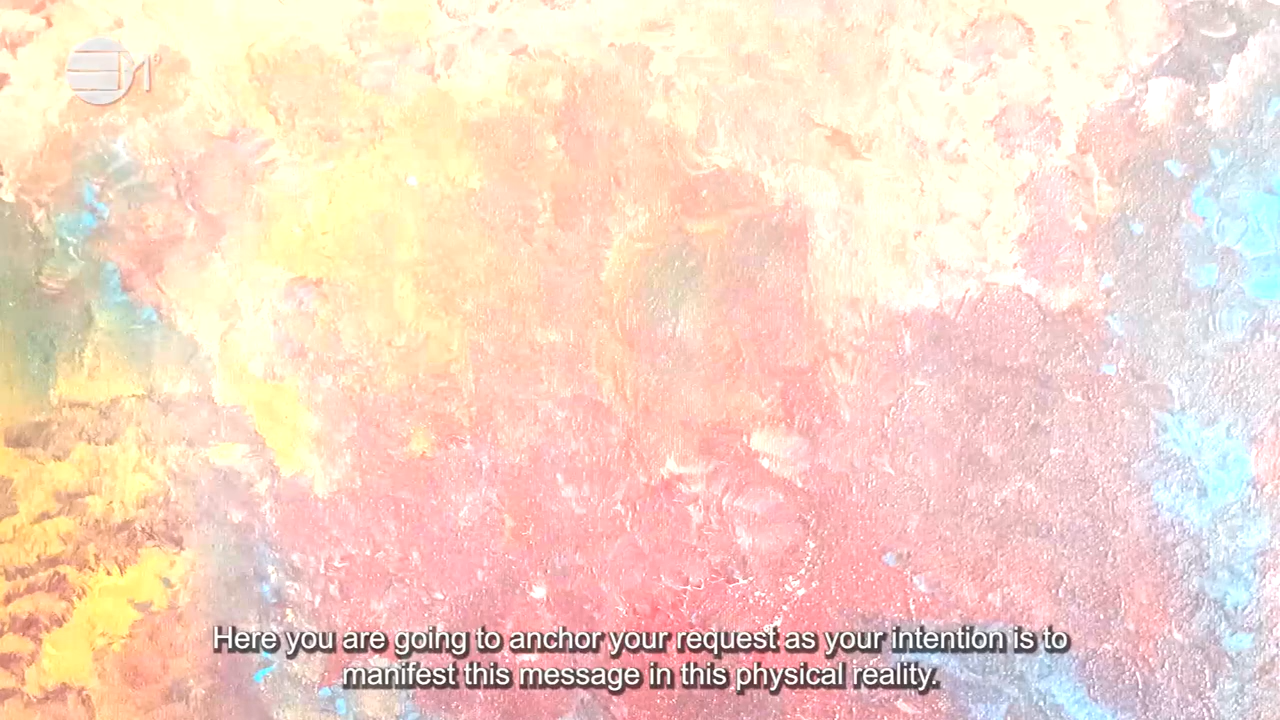 Here you are going to anchor your request as your intention is to
manifest this message in this physical reality.